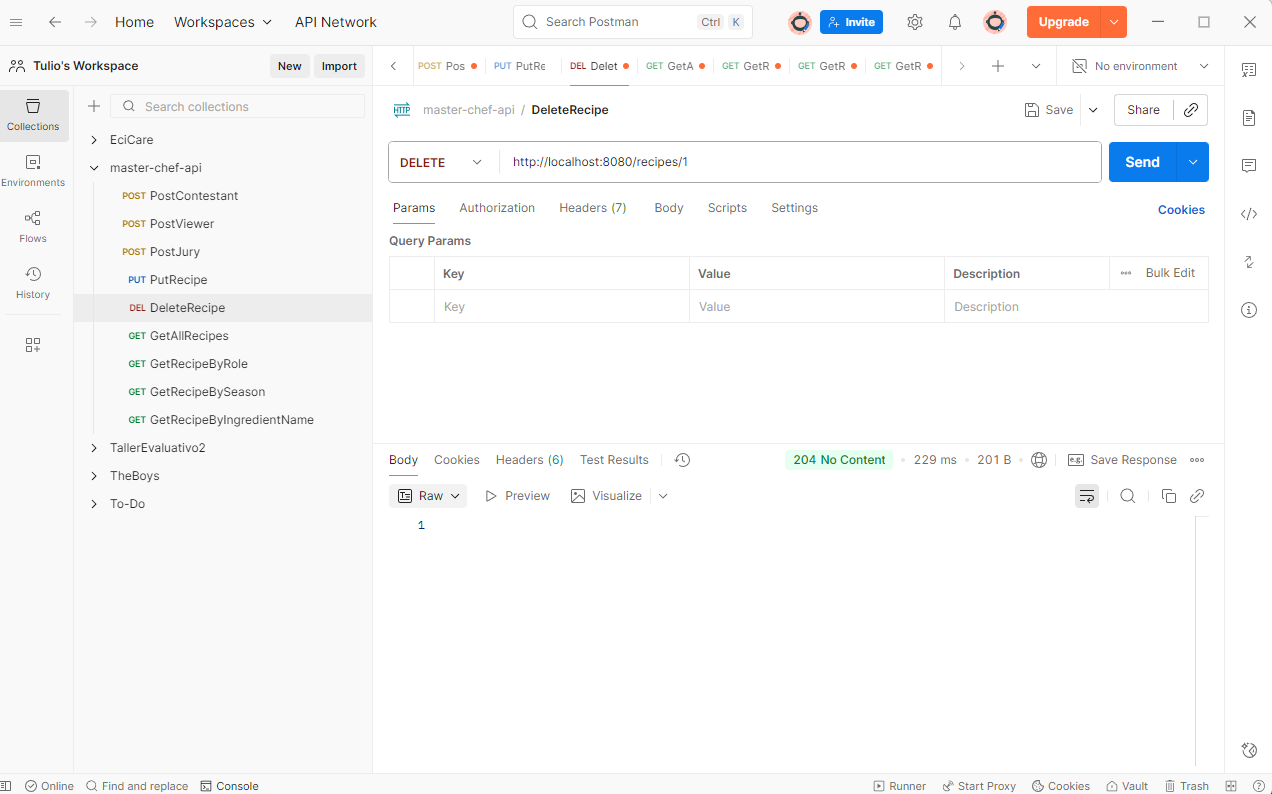 Home Workspaces API Network Search Postman Ctrl K Invite Upgrade
Tulio's Workspace New Import POST Pos PUT PutRe DEL Delet GET GetA GET GetR GET GetR GET GetR No environment
Collections
Environments
Flows
History
Search collections
EciCare
master-chef-api
POST PostContestant
POST PostViewer
POST PostJury
PUT PutRecipe
DEL DeleteRecipe
GET GetAllRecipes
GET GetRecipeByRole
GET GetRecipeBySeason
GET GetRecipeByIngredientName
TallerEvaluativo2
TheBoys
To-Do
HTTP master-chef-api / DeleteRecipe Save Share
DELETE http://localhost:8080/recipes/1 Send
Params Authorization Headers (7) Body Scripts Settings Cookies
Query Params
Key Value Description Bulk Edit
Key Value Description
Body Cookies Headers (6) Test Results 204 No Content 229 ms 201 B e.g. Save Response
Raw Preview Visualize
1
Online Find and replace Console Runner Start Proxy Cookies Vault Trash